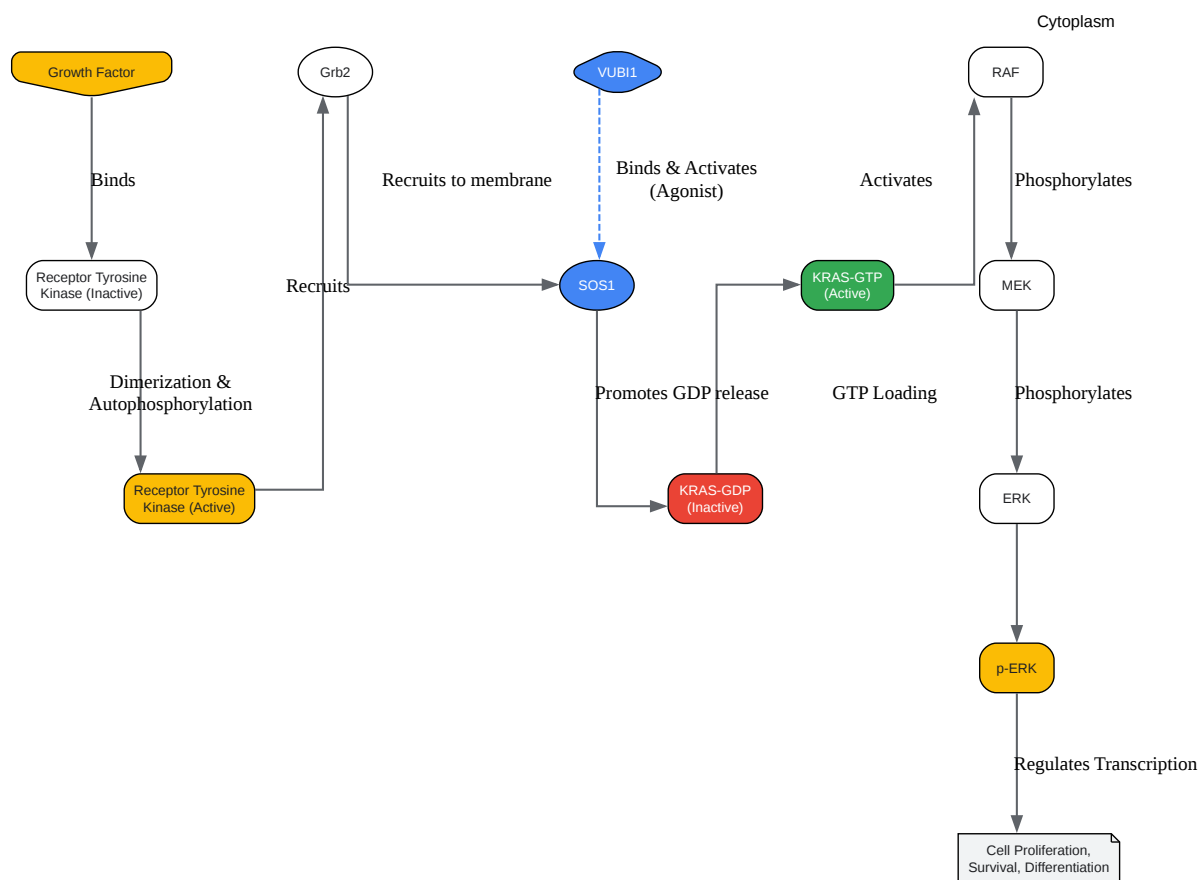 Cytoplasm
Growth Factor
Grb2
VUBI1
RAF
Binds
Recruits to membrane
Binds & Activates
(Agonist)
Activates
Phosphorylates
Receptor Tyrosine
Kinase (Inactive)
Recruits
SOS1
KRAS-GTP
(Active)
MEK
Dimerization &
Autophosphorylation
Promotes GDP release
GTP Loading
Phosphorylates
Receptor Tyrosine
Kinase (Active)
KRAS-GDP
(Inactive)
ERK
p-ERK
Regulates Transcription
Cell Proliferation,
Survival, Differentiation